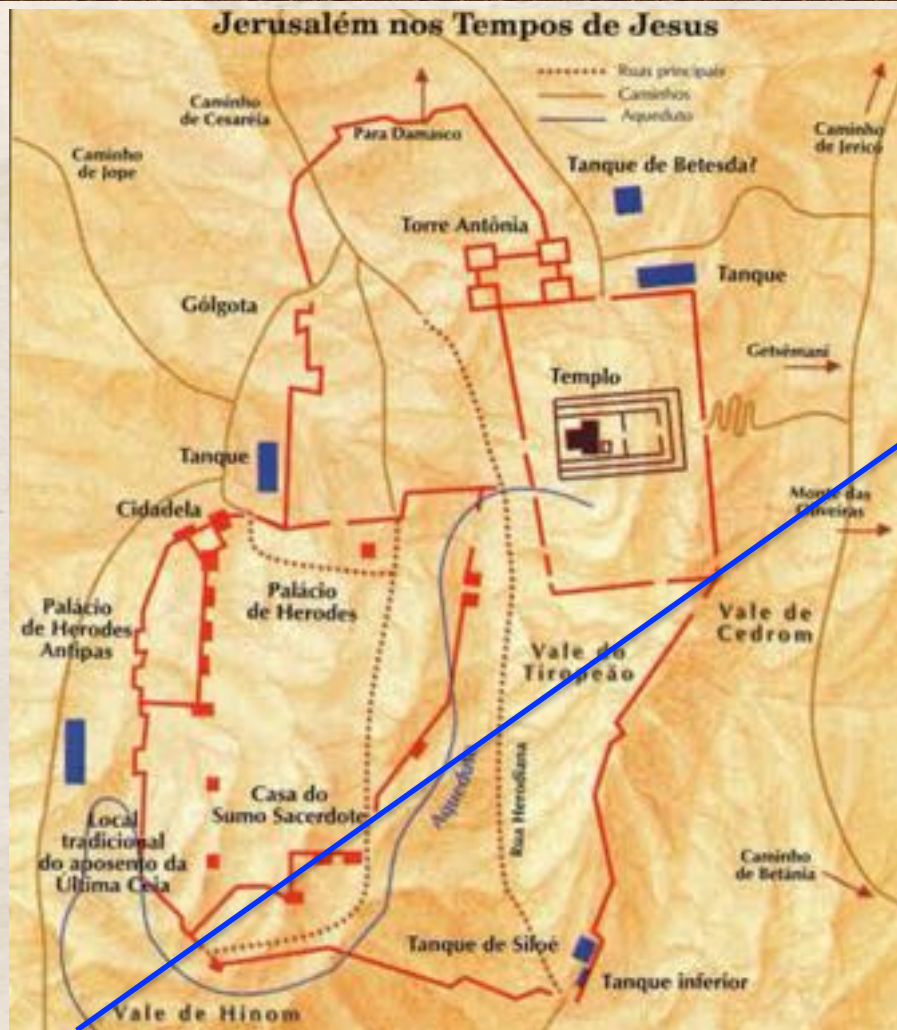 Jerusalém nos Tempos de Jesus
Ruas principais
Caminhos
Aqueduto
Caminho
de Cesaréia
Para Damasco
Caminho
de Jericó
Caminho
de Jope
Tanque de Betesda?
Torre Antônia
Tanque
Gólgota
Getsêmani
Templo
Tanque
Monte das
Oliveiras
Cidadela
Palácio
de Herodes
Palácio
de Herodes
Antipas
Vale de
Cedrom
Vale do
Tiropeão
Rua Herodiana
Aqueduto
Casa do
Sumo Sacerdote
Local
tradicional
do aposento da
Última Ceia
Caminho
de Betânia
Tanque de Siloé
Tanque inferior
Vale de Hinom